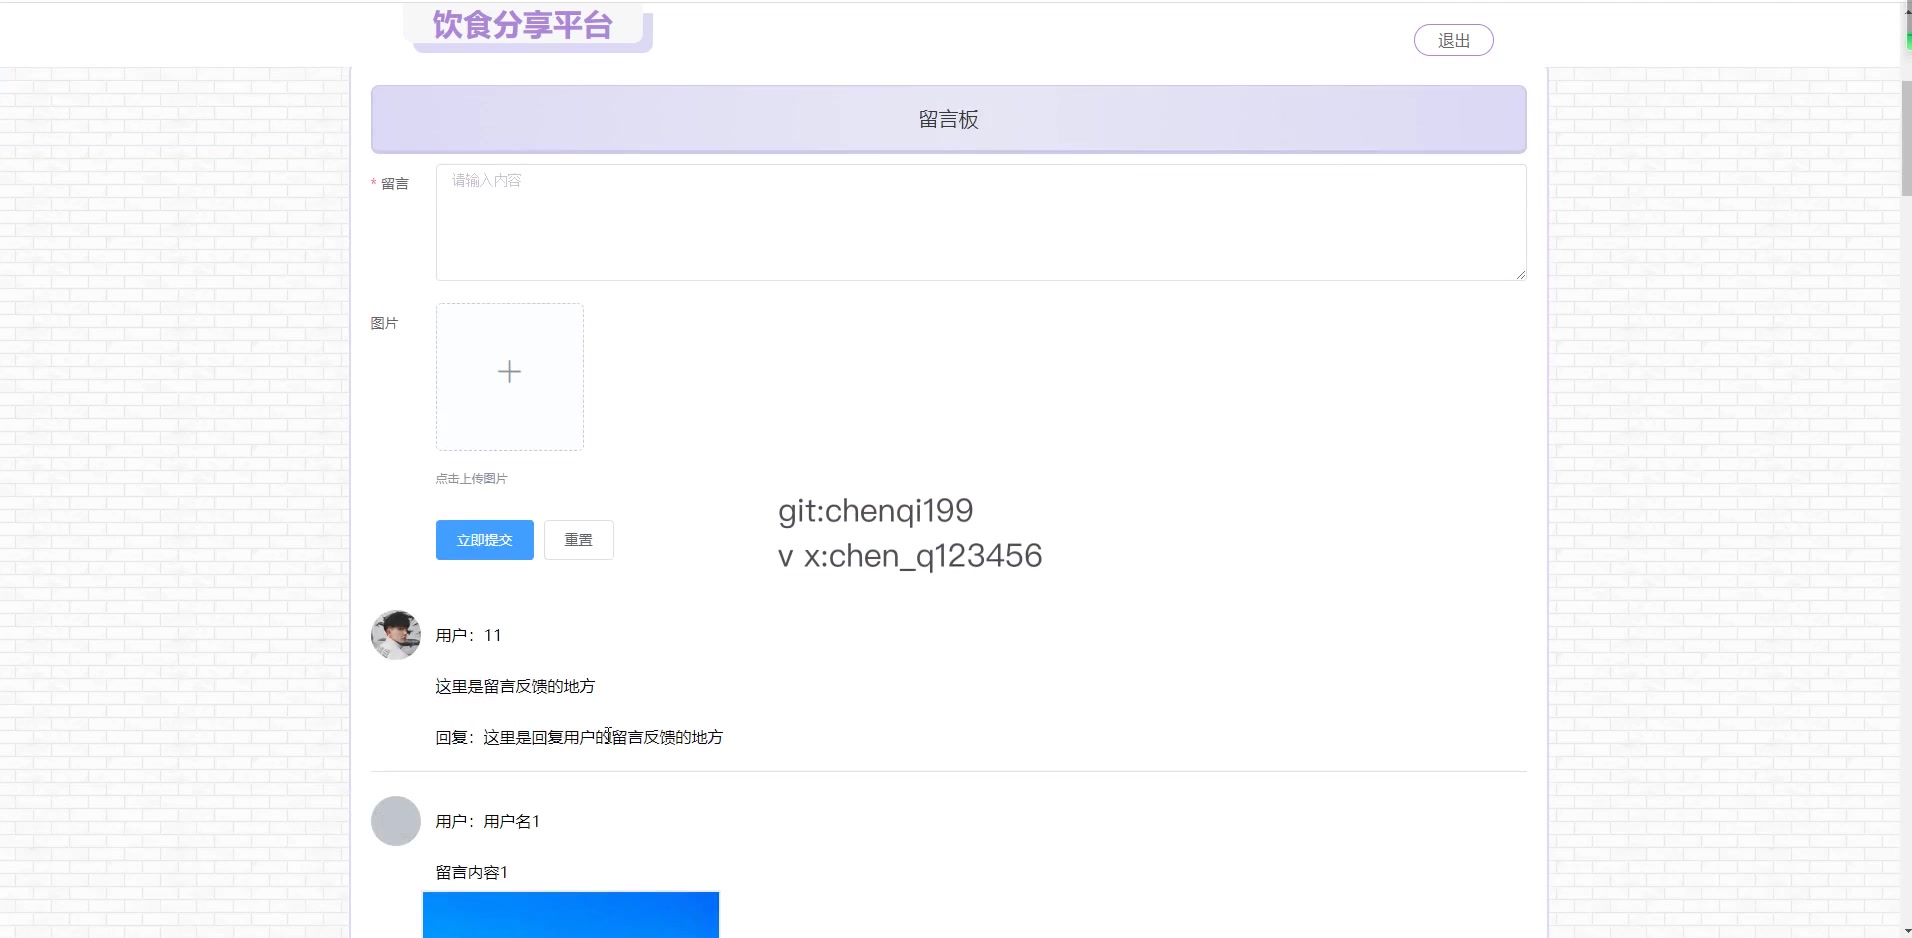 饮食分享平台
退出
留言板
* 留言
请输入内容
图片
点击上传图片
立即提交 重置
git:chenqi199
v x:chen_q123456
用户：11
这里是留言反馈的地方
回复：这里是回复用户的留言反馈的地方
用户：用户名1
留言内容1